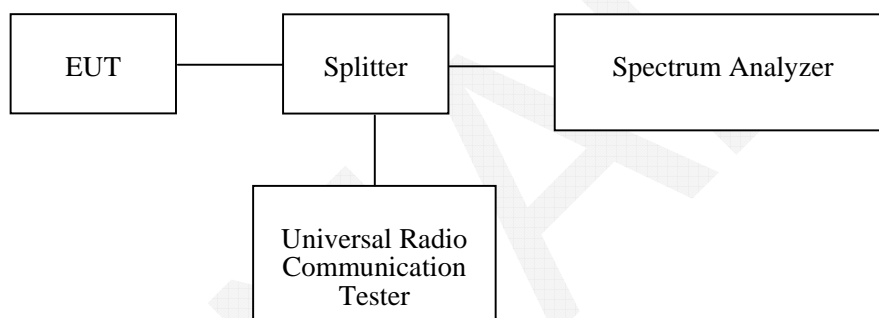 EUT
Splitter
Spectrum Analyzer
Universal Radio
Communication
Tester